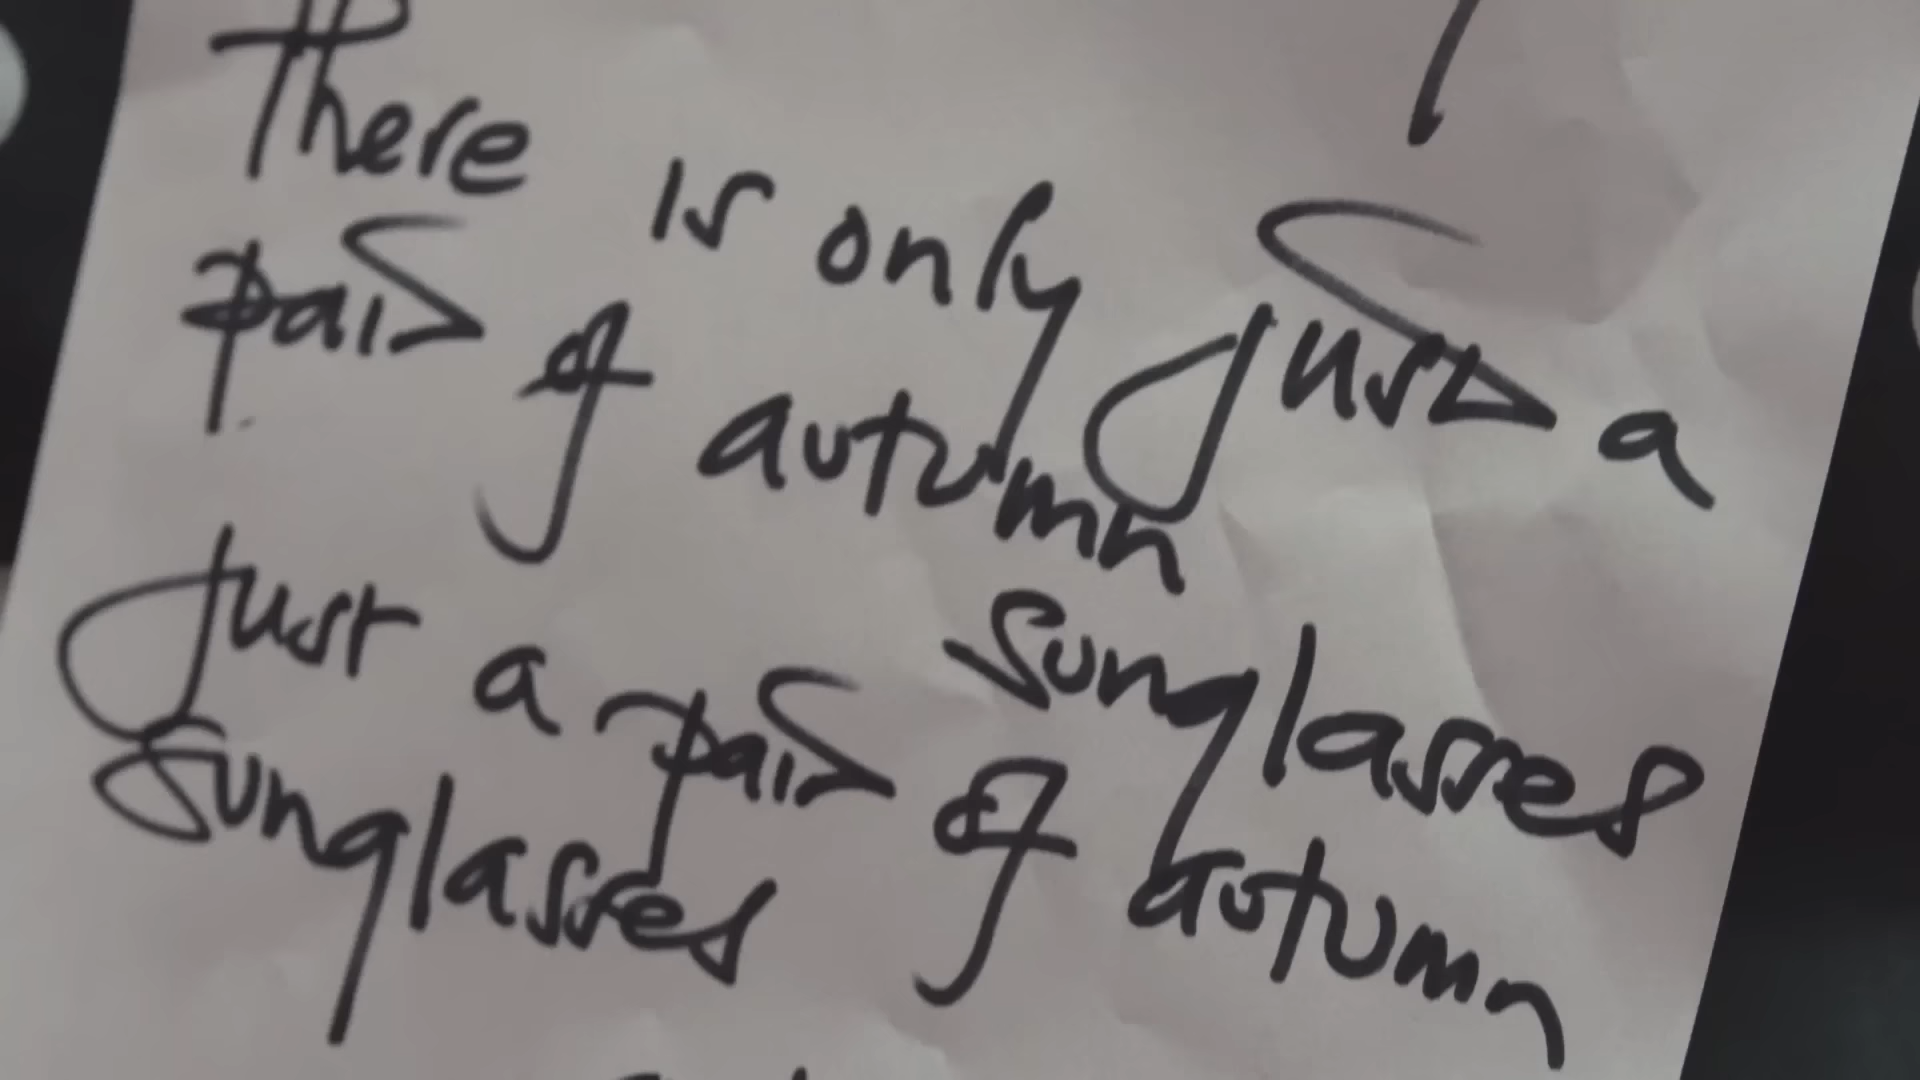 there is only just a
pair of autumn sunglasses
just a pair of autumn
sunglasses